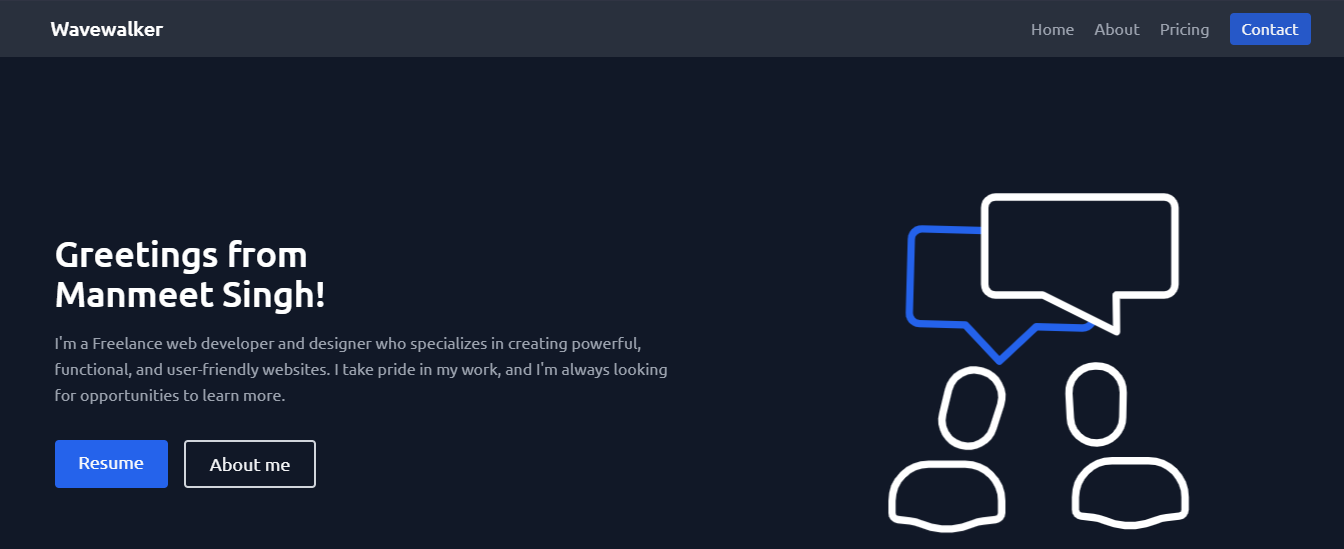 Wavewalker
Home About Pricing Contact
Greetings from
Manmeet Singh!
I'm a Freelance web developer and designer who specializes in creating powerful,
functional, and user-friendly websites. I take pride in my work, and I'm always looking
for opportunities to learn more.
Resume About me